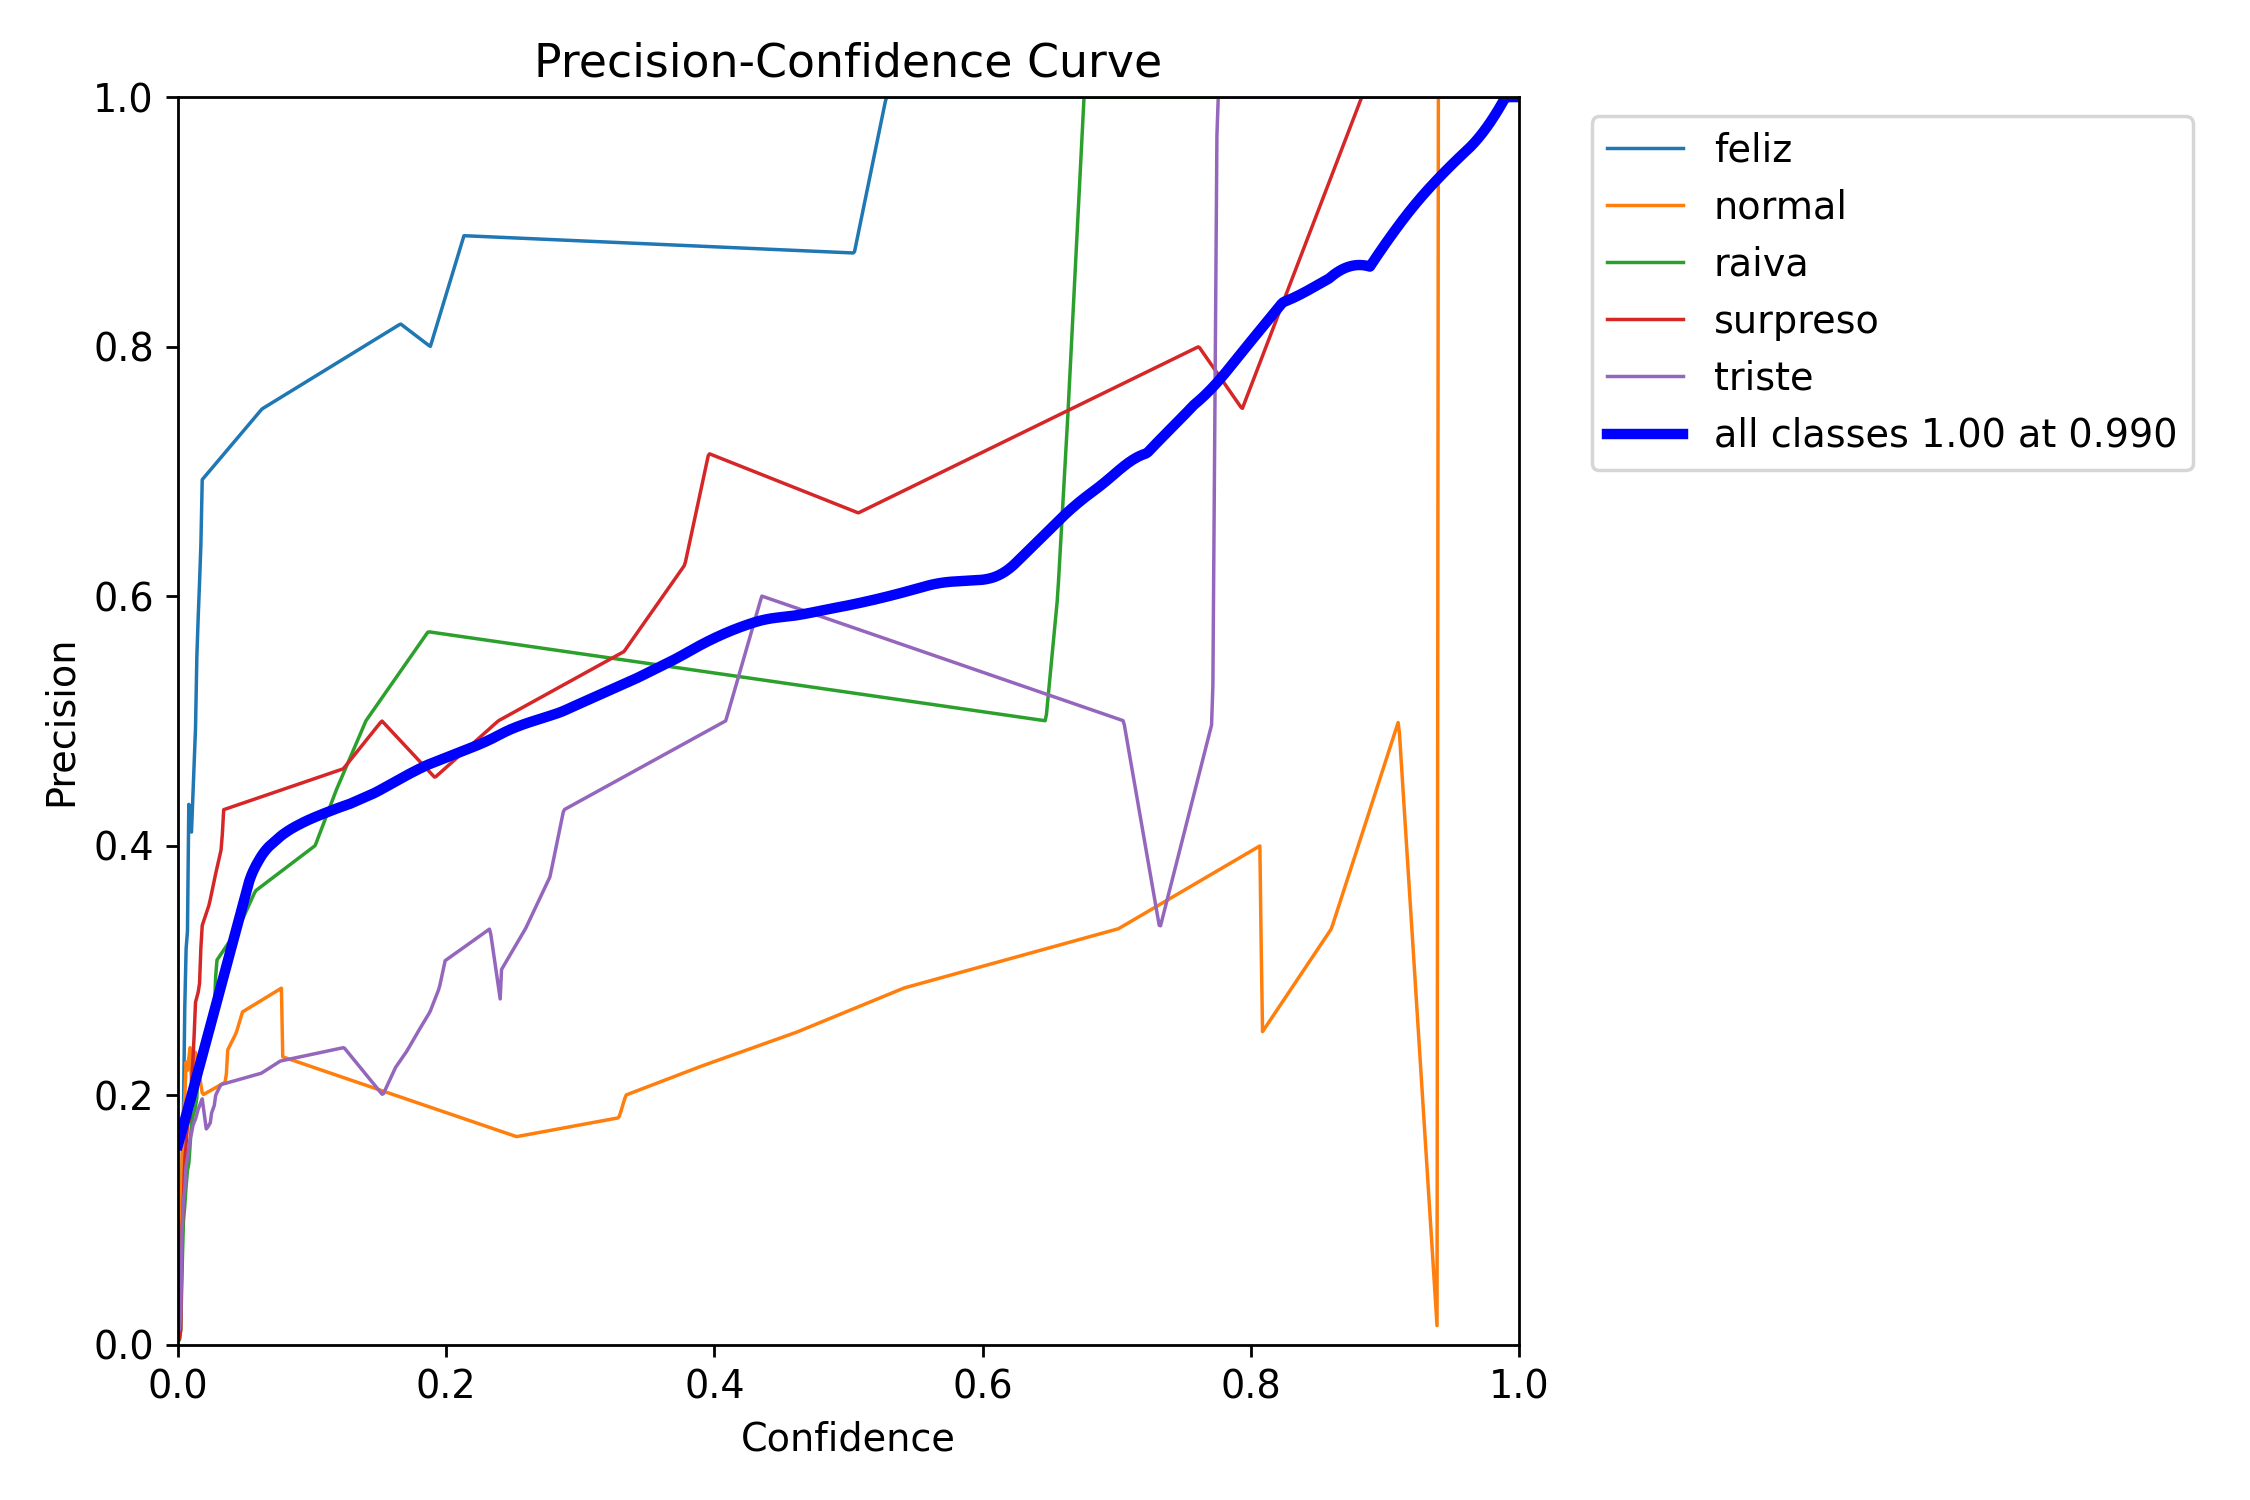 Precision-Confidence Curve
1.0
0.8
0.6
0.4
0.2
0.0
Precision
0.0 0.2 0.4 0.6 0.8 1.0
Confidence
feliz
normal
raiva
surpreso
triste
all classes 1.00 at 0.990